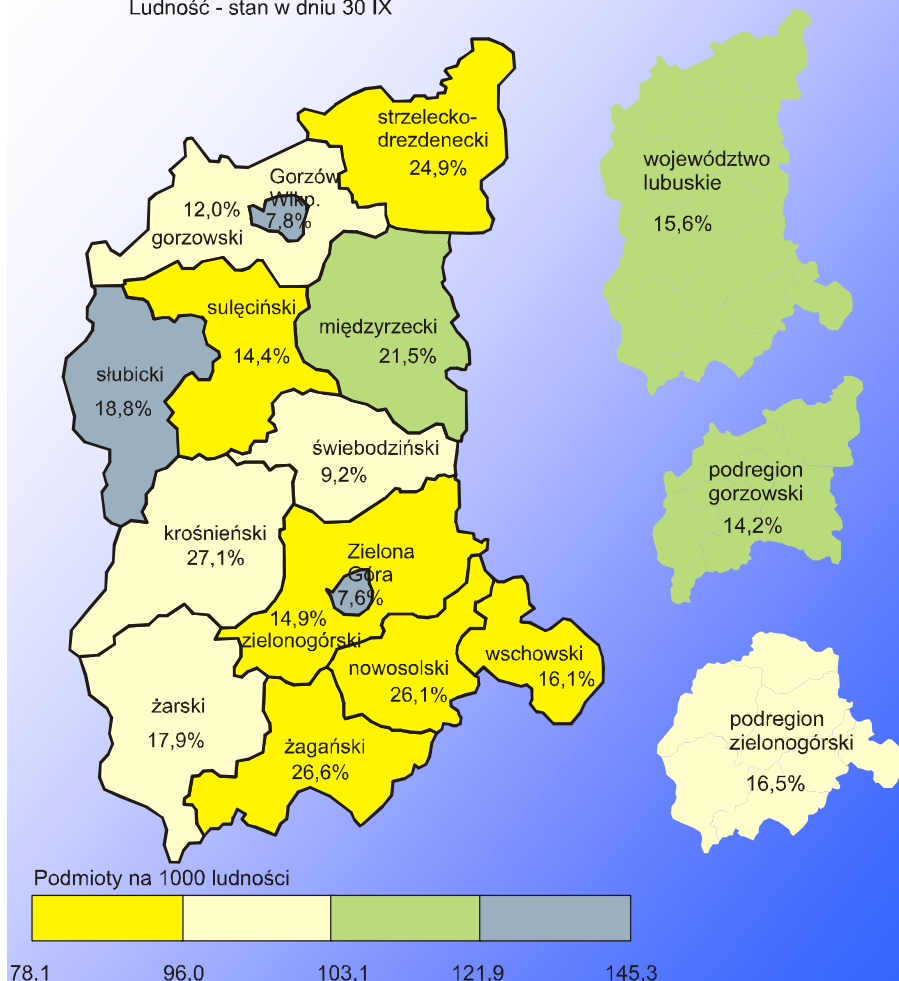 Ludność - stan w dniu 30 IX
strzelecko-
drezdenecki
24,9%
Gorzów
Wlkp.
7,8%
12,0%
gorzowski
sulęciński
14,4%
międzyrzecki
21,5%
słubicki
18,8%
świebodziński
9,2%
krośnieński
27,1%
Zielona
Góra
7,6%
14,9%
zielonogórski
nowosolski
26,1%
wschowski
16,1%
żarski
17,9%
żagański
26,6%
województwo
lubuskie
15,6%
podregion
gorzowski
14,2%
podregion
zielonogórski
16,5%
Podmioty na 1000 ludności
78,1 96,0 103,1 121,9 145,3